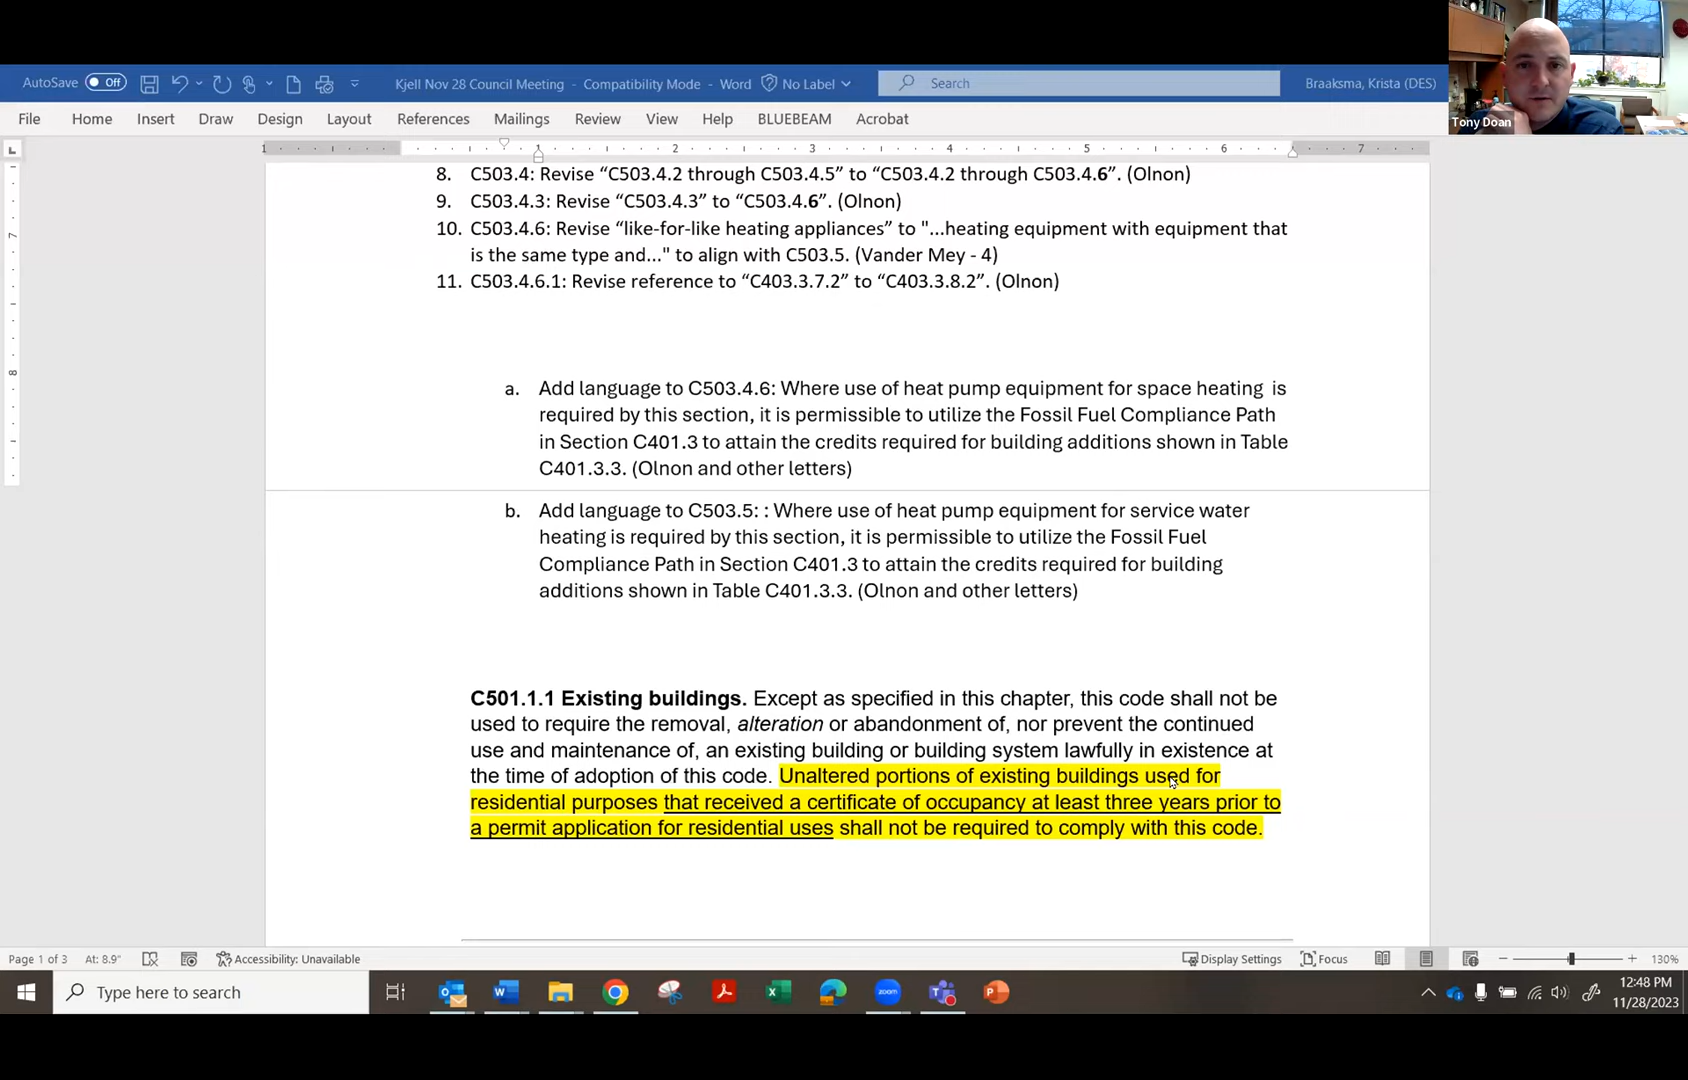 Tony Doan
AutoSave Off Kjell Nov 28 Council Meeting - Compatibility Mode - Word No Label Search Braaksma, Krista (DES)
File Home Insert Draw Design Layout References Mailings Review View Help BLUEBEAM Acrobat
1 1 2 3 4 5 6 7
7
8
8. C503.4: Revise “C503.4.2 through C503.4.5” to “C503.4.2 through C503.4.6”. (Olnon)
9. C503.4.3: Revise “C503.4.3” to “C503.4.6”. (Olnon)
10. C503.4.6: Revise “like-for-like heating appliances” to "...heating equipment with equipment that
is the same type and..." to align with C503.5. (Vander Mey - 4)
11. C503.4.6.1: Revise reference to “C403.3.7.2” to “C403.3.8.2”. (Olnon)
a. Add language to C503.4.6: Where use of heat pump equipment for space heating is
required by this section, it is permissible to utilize the Fossil Fuel Compliance Path
in Section C401.3 to attain the credits required for building additions shown in Table
C401.3.3. (Olnon and other letters)
b. Add language to C503.5: : Where use of heat pump equipment for service water
heating is required by this section, it is permissible to utilize the Fossil Fuel
Compliance Path in Section C401.3 to attain the credits required for building
additions shown in Table C401.3.3. (Olnon and other letters)
C501.1.1 Existing buildings. Except as specified in this chapter, this code shall not be
used to require the removal, alteration or abandonment of, nor prevent the continued
use and maintenance of, an existing building or building system lawfully in existence at
the time of adoption of this code. Unaltered portions of existing buildings used for
residential purposes that received a certificate of occupancy at least three years prior to
a permit application for residential uses shall not be required to comply with this code.
Page 1 of 3 At: 8.9" Accessibility: Unavailable Display Settings Focus 130%
Type here to search zoom 12:48 PM
11/28/2023